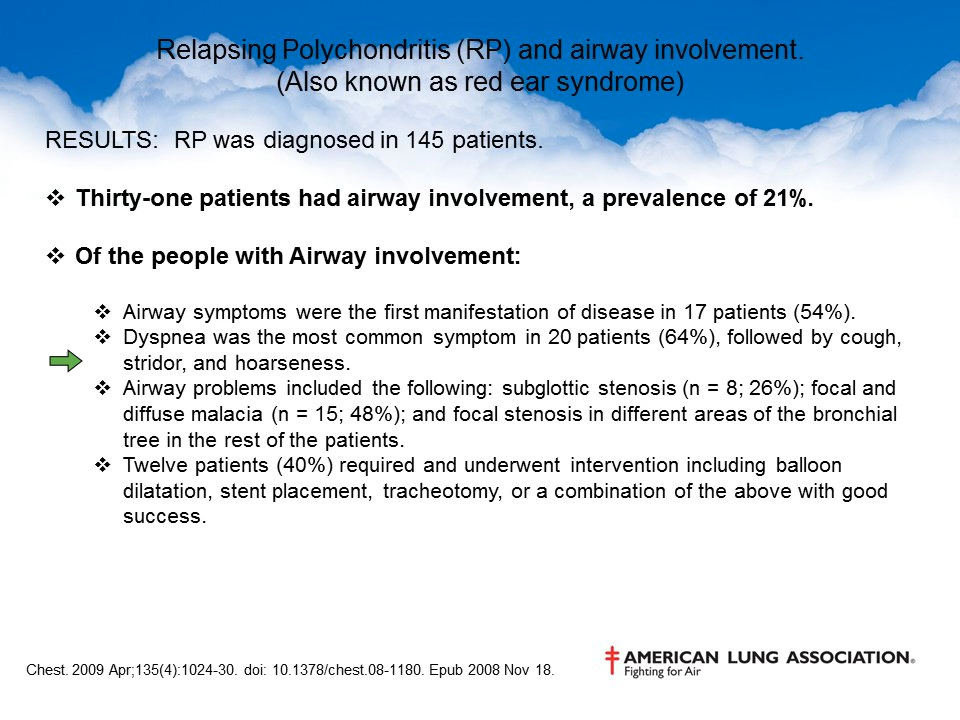 Relapsing Polychondritis (RP) and airway involvement.
(Also known as red ear syndrome)
RESULTS: RP was diagnosed in 145 patients.
❖ Thirty-one patients had airway involvement, a prevalence of 21%.
❖ Of the people with Airway involvement:
❖ Airway symptoms were the first manifestation of disease in 17 patients (54%).
❖ Dyspnea was the most common symptom in 20 patients (64%), followed by cough,
stridor, and hoarseness.
❖ Airway problems included the following: subglottic stenosis (n = 8; 26%); focal and
diffuse malacia (n = 15; 48%); and focal stenosis in different areas of the bronchial
tree in the rest of the patients.
❖ Twelve patients (40%) required and underwent intervention including balloon
dilatation, stent placement, tracheotomy, or a combination of the above with good
success.
Chest. 2009 Apr;135(4):1024-30. doi: 10.1378/chest.08-1180. Epub 2008 Nov 18.
AMERICAN LUNG ASSOCIATION®
Fighting for Air